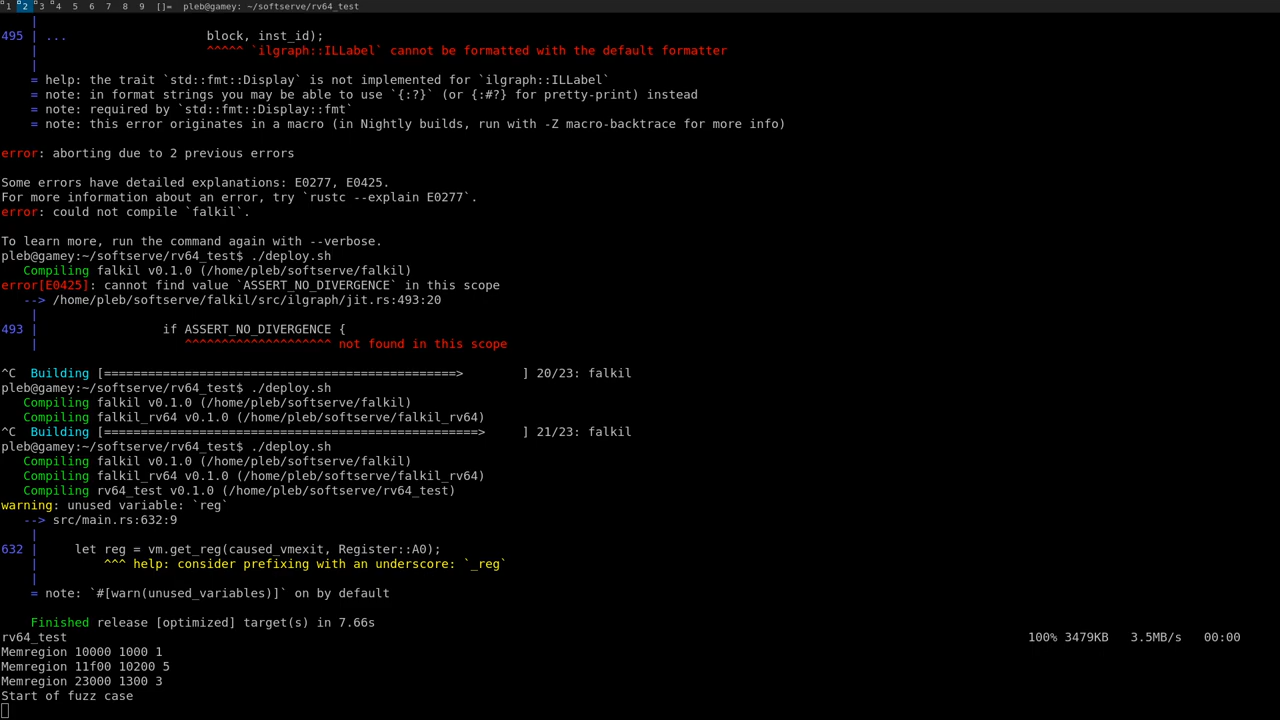 1 2 3 4 5 6 7 8 9 []= pleb@gamey: ~/softserve/rv64_test
|
495 | ...                   block, inst_id);
|                       ^^^^^ `ilgraph::ILLabel` cannot be formatted with the default formatter
|
= help: the trait `std::fmt::Display` is not implemented for `ilgraph::ILLabel`
= note: in format strings you may be able to use `{:?}` (or {:#?} for pretty-print) instead
= note: required by `std::fmt::Display::fmt`
= note: this error originates in a macro (in Nightly builds, run with -Z macro-backtrace for more info)
error: aborting due to 2 previous errors
Some errors have detailed explanations: E0277, E0425.
For more information about an error, try `rustc --explain E0277`.
error: could not compile `falkil`.
To learn more, run the command again with --verbose.
pleb@gamey:~/softserve/rv64_test$ ./deploy.sh
Compiling falkil v0.1.0 (/home/pleb/softserve/falkil)
error[E0425]: cannot find value `ASSERT_NO_DIVERGENCE` in this scope
--> /home/pleb/softserve/falkil/src/ilgraph/jit.rs:493:20
|
493 |                 if ASSERT_NO_DIVERGENCE {
|                    ^^^^^^^^^^^^^^^^^^^^ not found in this scope
^C  Building [================================================>        ] 20/23: falkil
pleb@gamey:~/softserve/rv64_test$ ./deploy.sh
Compiling falkil v0.1.0 (/home/pleb/softserve/falkil)
Compiling falkil_rv64 v0.1.0 (/home/pleb/softserve/falkil_rv64)
^C  Building [===================================================>     ] 21/23: falkil
pleb@gamey:~/softserve/rv64_test$ ./deploy.sh
Compiling falkil v0.1.0 (/home/pleb/softserve/falkil)
Compiling falkil_rv64 v0.1.0 (/home/pleb/softserve/falkil_rv64)
Compiling rv64_test v0.1.0 (/home/pleb/softserve/rv64_test)
warning: unused variable: `reg`
--> src/main.rs:632:9
|
632 |     let reg = vm.get_reg(caused_vmexit, Register::A0);
|         ^^^ help: consider prefixing with an underscore: `_reg`
|
= note: `#[warn(unused_variables)]` on by default
Finished release [optimized] target(s) in 7.66s
rv64_test 100% 3479KB 3.5MB/s 00:00
Memregion 10000 1000 1
Memregion 11f00 10200 5
Memregion 23000 1300 3
Start of fuzz case